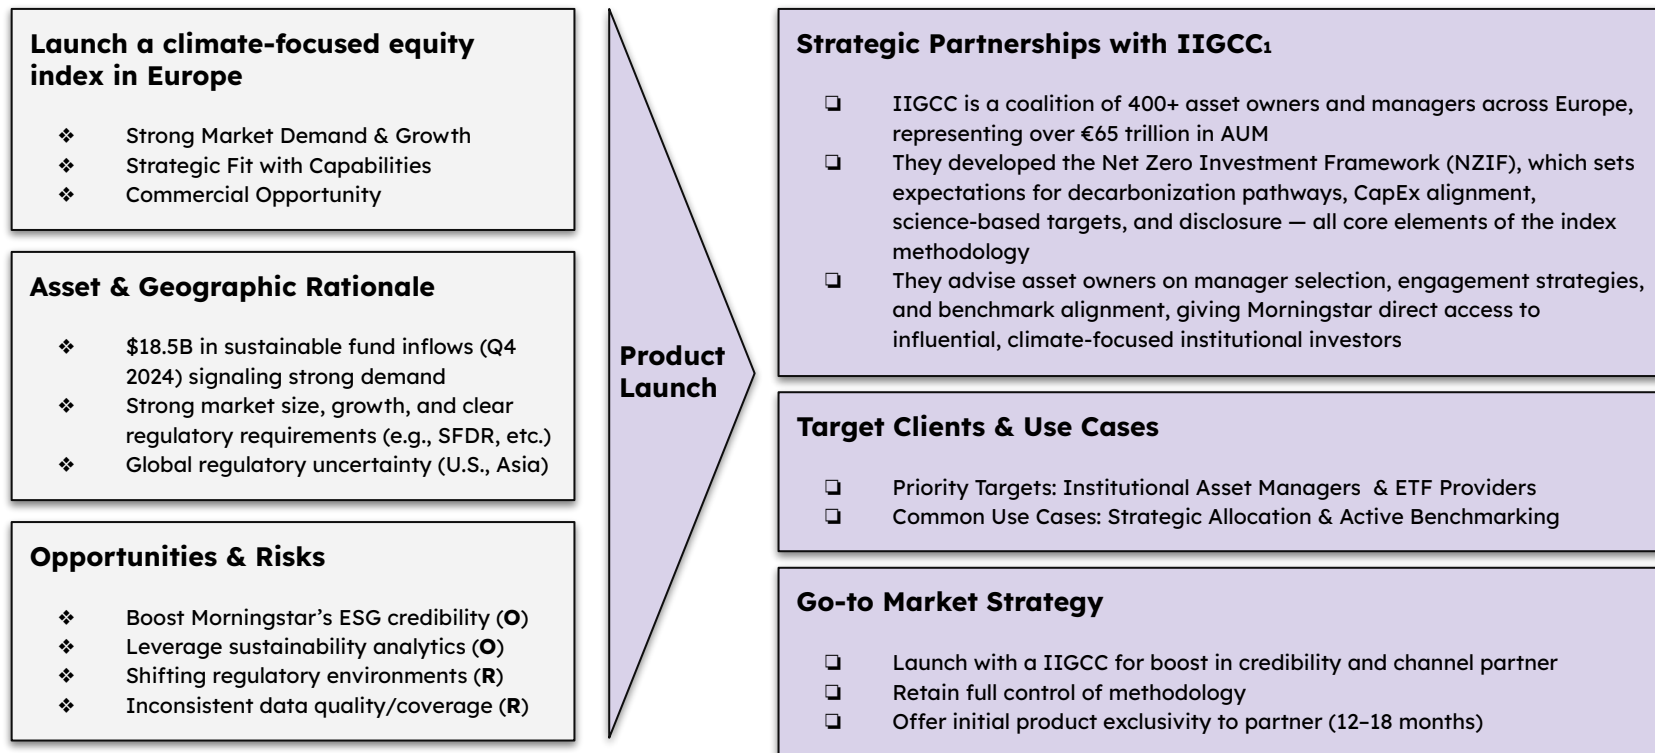 Launch a climate-focused equity
index in Europe
❖ Strong Market Demand & Growth
❖ Strategic Fit with Capabilities
❖ Commercial Opportunity
Asset & Geographic Rationale
❖ $18.5B in sustainable fund inflows (Q4
2024) signaling strong demand
❖ Strong market size, growth, and clear
regulatory requirements (e.g., SFDR, etc.)
❖ Global regulatory uncertainty (U.S., Asia)
Opportunities & Risks
❖ Boost Morningstar’s ESG credibility (O)
❖ Leverage sustainability analytics (O)
❖ Shifting regulatory environments (R)
❖ Inconsistent data quality/coverage (R)
Product
Launch
Strategic Partnerships with IIGCC₁
❏ IIGCC is a coalition of 400+ asset owners and managers across Europe,
representing over €65 trillion in AUM
❏ They developed the Net Zero Investment Framework (NZIF), which sets
expectations for decarbonization pathways, CapEx alignment,
science-based targets, and disclosure — all core elements of the index
methodology
❏ They advise asset owners on manager selection, engagement strategies,
and benchmark alignment, giving Morningstar direct access to
influential, climate-focused institutional investors
Target Clients & Use Cases
❏ Priority Targets: Institutional Asset Managers  & ETF Providers
❏ Common Use Cases: Strategic Allocation & Active Benchmarking
Go-to Market Strategy
❏ Launch with a IIGCC for boost in credibility and channel partner
❏ Retain full control of methodology
❏ Offer initial product exclusivity to partner (12–18 months)